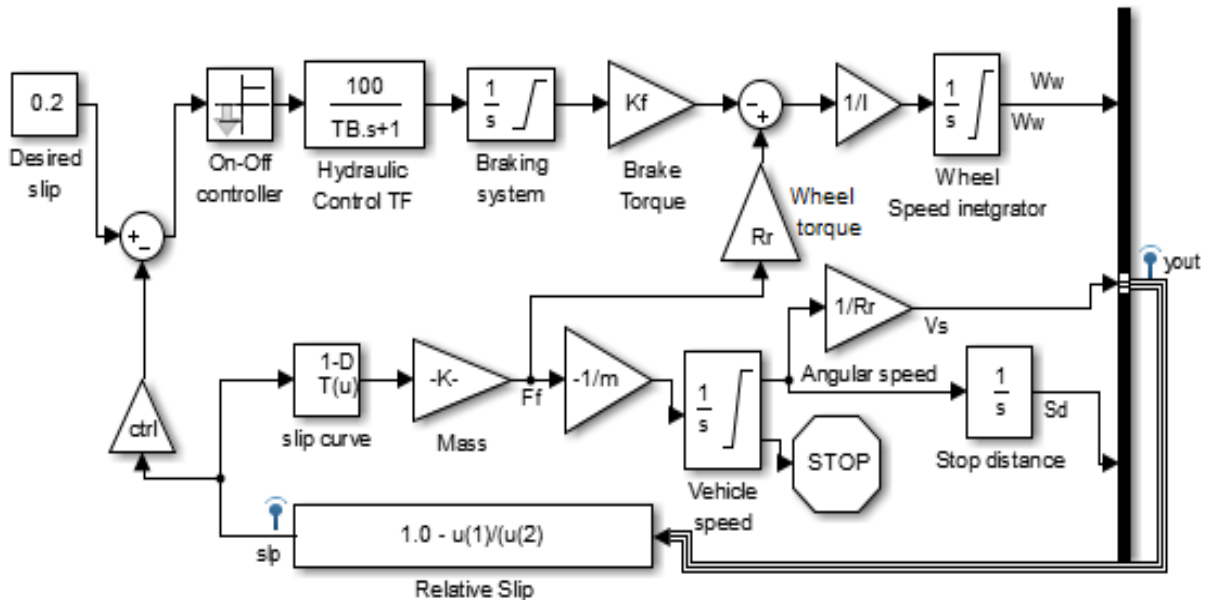 0.2
Desired
slip
On-Off
controller
100
TB.s+1
Hydraulic
Control TF
1
s
Braking
system
Kf
Brake
Torque
-
+
1/I
1
s
Wheel
Speed inetgrator
Ww
Ww
+
-
Rr
Wheel
torque
yout
ctrl
1-D
T(u)
slip curve
-K-
Mass
Ff
-1/m
1
s
Vehicle
speed
1/Rr
Vs
Angular speed
1
s
Sd
Stop distance
STOP
slp
1.0 - u(1)/(u(2)
Relative Slip